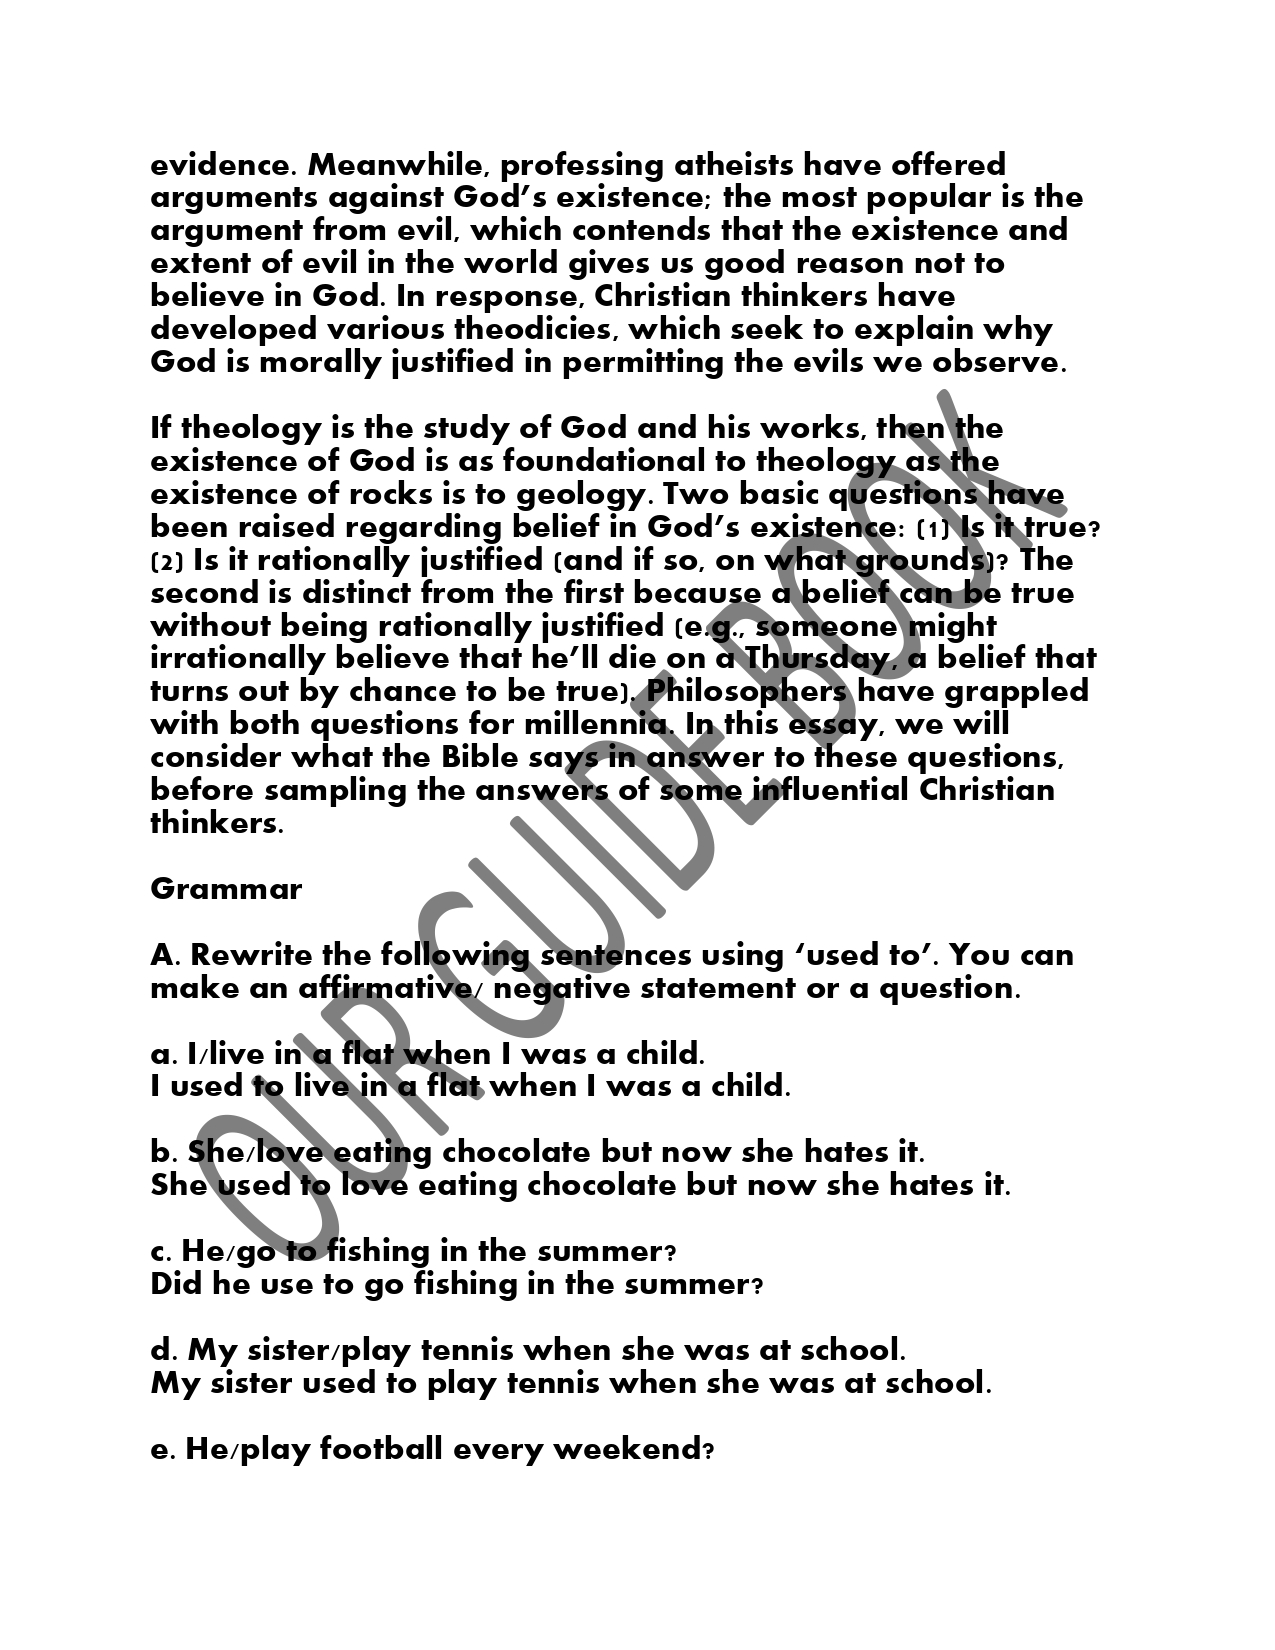 evidence. Meanwhile, professing atheists have offered
arguments against God’s existence; the most popular is the
argument from evil, which contends that the existence and
extent of evil in the world gives us good reason not to
believe in God. In response, Christian thinkers have
developed various theodicies, which seek to explain why
God is morally justified in permitting the evils we observe.
If theology is the study of God and his works, then the
existence of God is as foundational to theology as the
existence of rocks is to geology. Two basic questions have
been raised regarding belief in God’s existence: (1) Is it true?
(2) Is it rationally justified (and if so, on what grounds)? The
second is distinct from the first because a belief can be true
without being rationally justified (e.g., someone might
irrationally believe that he’ll die on a Thursday, a belief that
turns out by chance to be true). Philosophers have grappled
with both questions for millennia. In this essay, we will
consider what the Bible says in answer to these questions,
before sampling the answers of some influential Christian
thinkers.
Grammar
A. Rewrite the following sentences using ‘used to’. You can
make an affirmative/ negative statement or a question.
a. I/live in a flat when I was a child.
I used to live in a flat when I was a child.
b. She/love eating chocolate but now she hates it.
She used to love eating chocolate but now she hates it.
c. He/go to fishing in the summer?
Did he use to go fishing in the summer?
d. My sister/play tennis when she was at school.
My sister used to play tennis when she was at school.
e. He/play football every weekend?
OUR GUIDE BOOK